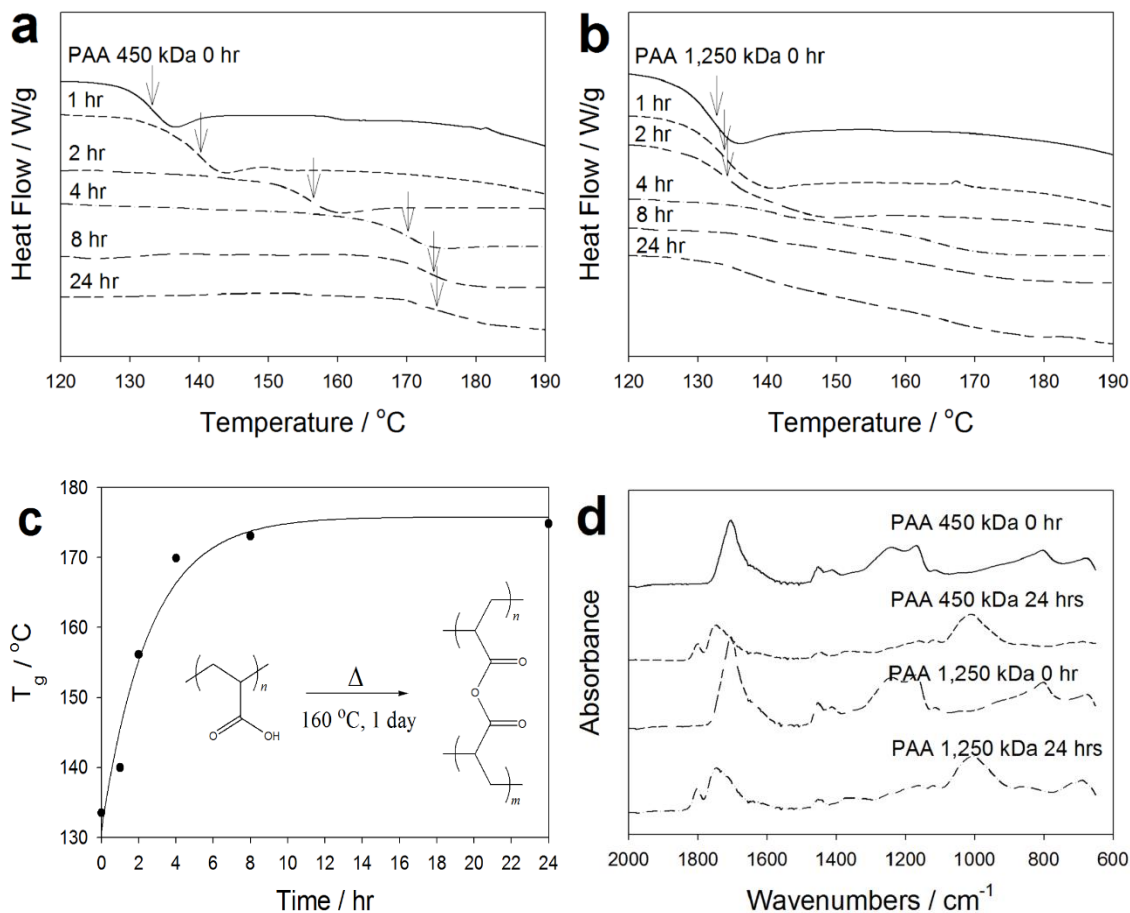 a
PAA 450 kDa 0 hr
1 hr
2 hr
4 hr
8 hr
24 hr
Heat Flow / W/g
120 130 140 150 160 170 180 190
Temperature / °C
b
PAA 1,250 kDa 0 hr
1 hr
2 hr
4 hr
8 hr
24 hr
Heat Flow / W/g
120 130 140 150 160 170 180 190
Temperature / °C
c
180
170
160
150
140
130
Tg / °C
0 2 4 6 8 10 12 14 16 18 20 22 24
Time / hr
n
O
OH
Δ
160 °C, 1 day
n
O
O
O
m
d
PAA 450 kDa 0 hr
PAA 450 kDa 24 hrs
PAA 1,250 kDa 0 hr
PAA 1,250 kDa 24 hrs
Absorbance
2000 1800 1600 1400 1200 1000 800 600
Wavenumbers / cm⁻¹